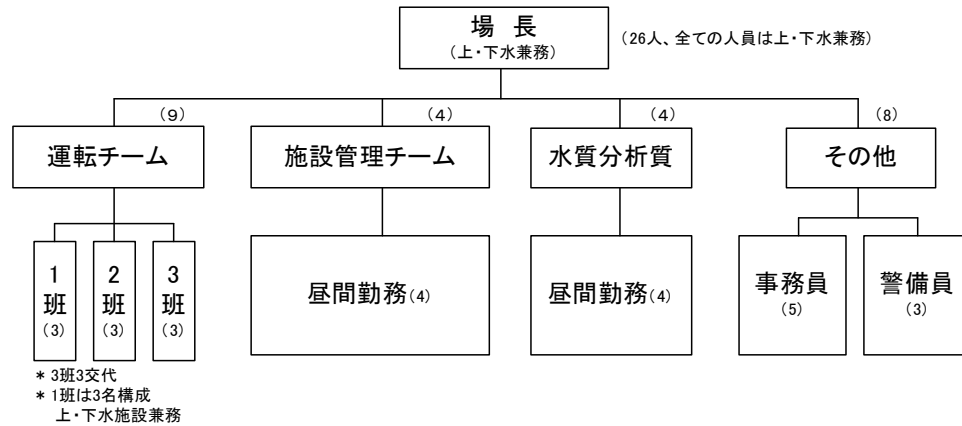 場 長
(上・下水兼務)
(26人、全ての人員は上・下水兼務)
(9)
(4)
(4)
(8)
運転チーム
施設管理チーム
水質分析質
その他
1班
(3)
2班
(3)
3班
(3)
昼間勤務(4)
昼間勤務(4)
事務員
(5)
警備員
(3)
* 3班3交代
* 1班は3名構成
上・下水施設兼務